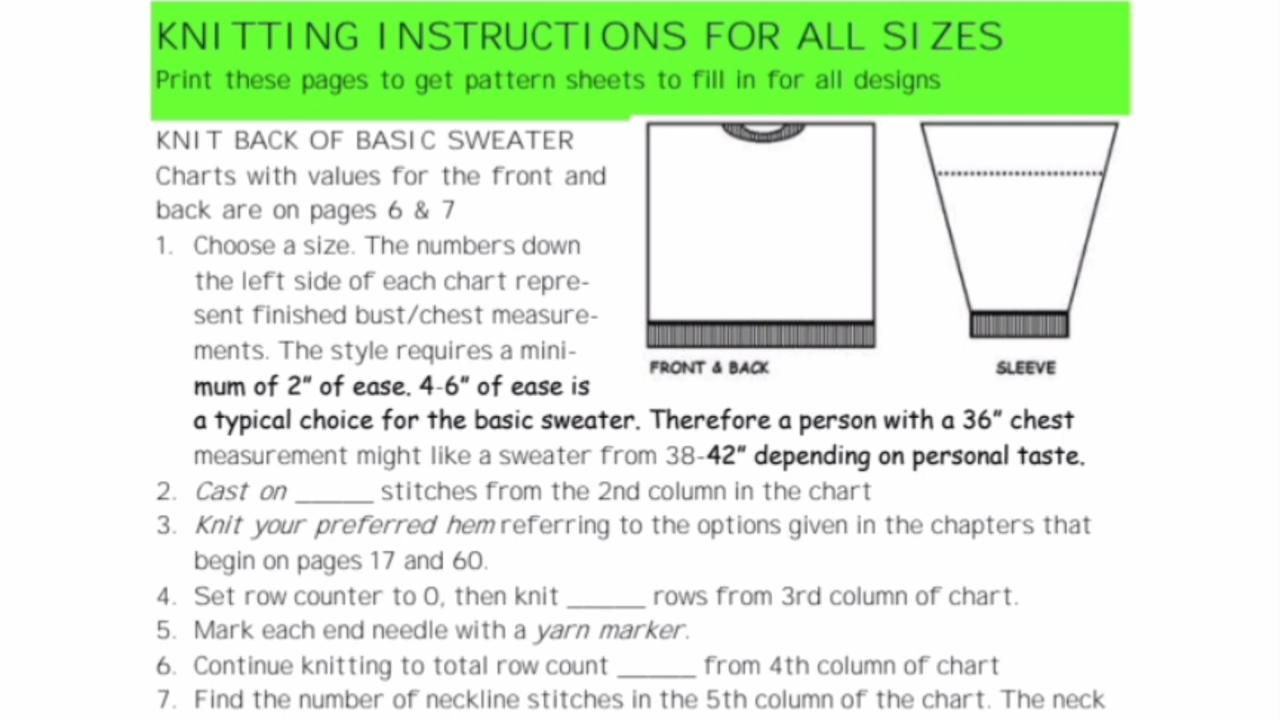 KNITTING INSTRUCTIONS FOR ALL SIZES
Print these pages to get pattern sheets to fill in for all designs
KNIT BACK OF BASIC SWEATER
Charts with values for the front and
back are on pages 6 & 7
1. Choose a size. The numbers down
the left side of each chart repre-
sent finished bust/chest measure-
ments. The style requires a mini-
mum of 2" of ease. 4-6" of ease is
a typical choice for the basic sweater. Therefore a person with a 36" chest
measurement might like a sweater from 38-42" depending on personal taste.
2. Cast on ______ stitches from the 2nd column in the chart
3. Knit your preferred hem referring to the options given in the chapters that
begin on pages 17 and 60.
4. Set row counter to 0, then knit ______ rows from 3rd column of chart.
5. Mark each end needle with a yarn marker.
6. Continue knitting to total row count ______ from 4th column of chart
7. Find the number of neckline stitches in the 5th column of the chart. The neck
FRONT & BACK
SLEEVE